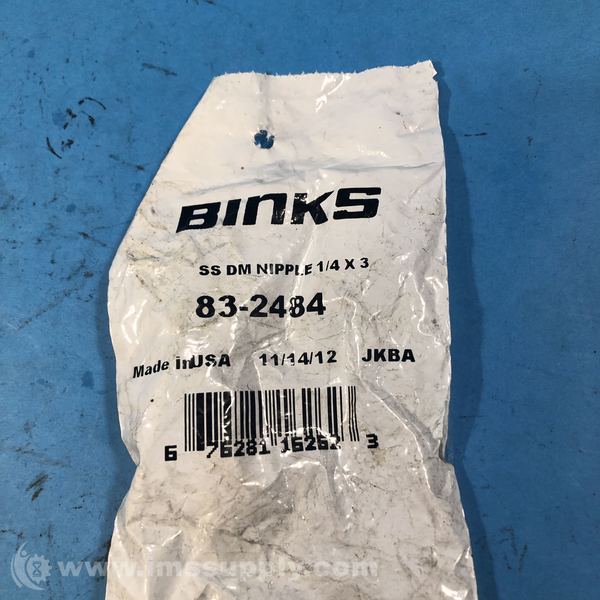 BINKS
SS DM NIPPLE 1/4 X 3
83-2484
Made in USA 11/14/12 JKBA
6 76281 16262 3
www.imssupply.com